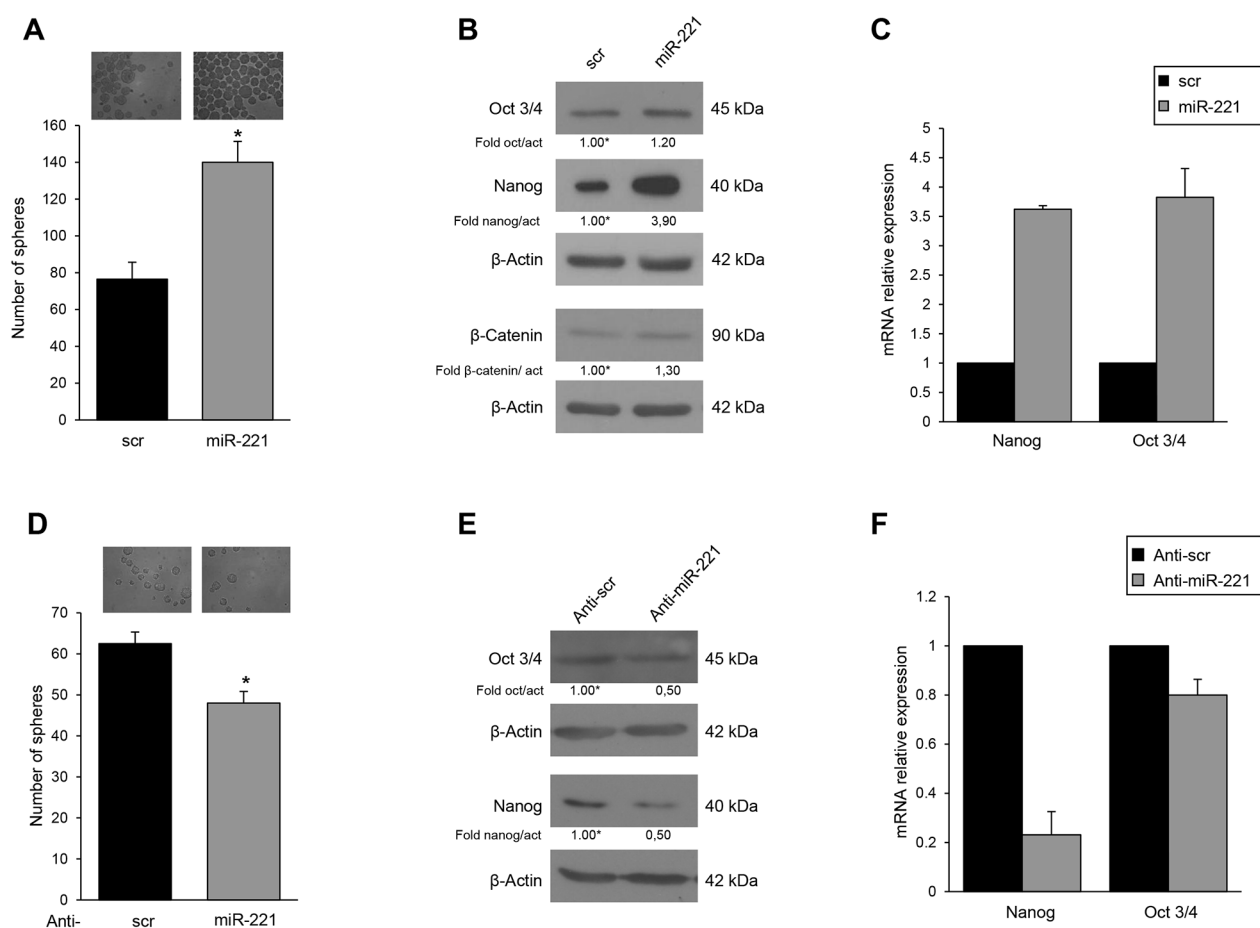 A
160
140
120
100
80
60
40
20
0
Number of spheres
*
scr miR-221
B
scr miR-221
Oct 3/4 45 kDa
Fold oct/act 1.00* 1.20
Nanog 40 kDa
Fold nanog/act 1.00* 3,90
β-Actin 42 kDa
β-Catenin 90 kDa
Fold β-catenin/ act 1.00* 1,30
β-Actin 42 kDa
C
scr
miR-221
5
4.5
4
3.5
3
2.5
2
1.5
1
0.5
0
mRNA relative expression
Nanog Oct 3/4
D
70
60
50
40
30
20
10
0
Number of spheres
*
Anti- scr miR-221
E
Anti-scr Anti-miR-221
Oct 3/4 45 kDa
Fold oct/act 1.00* 0,50
β-Actin 42 kDa
Nanog 40 kDa
Fold nanog/act 1.00* 0,50
β-Actin 42 kDa
F
Anti-scr
Anti-miR-221
1.2
1
0.8
0.6
0.4
0.2
0
mRNA relative expression
Nanog Oct 3/4